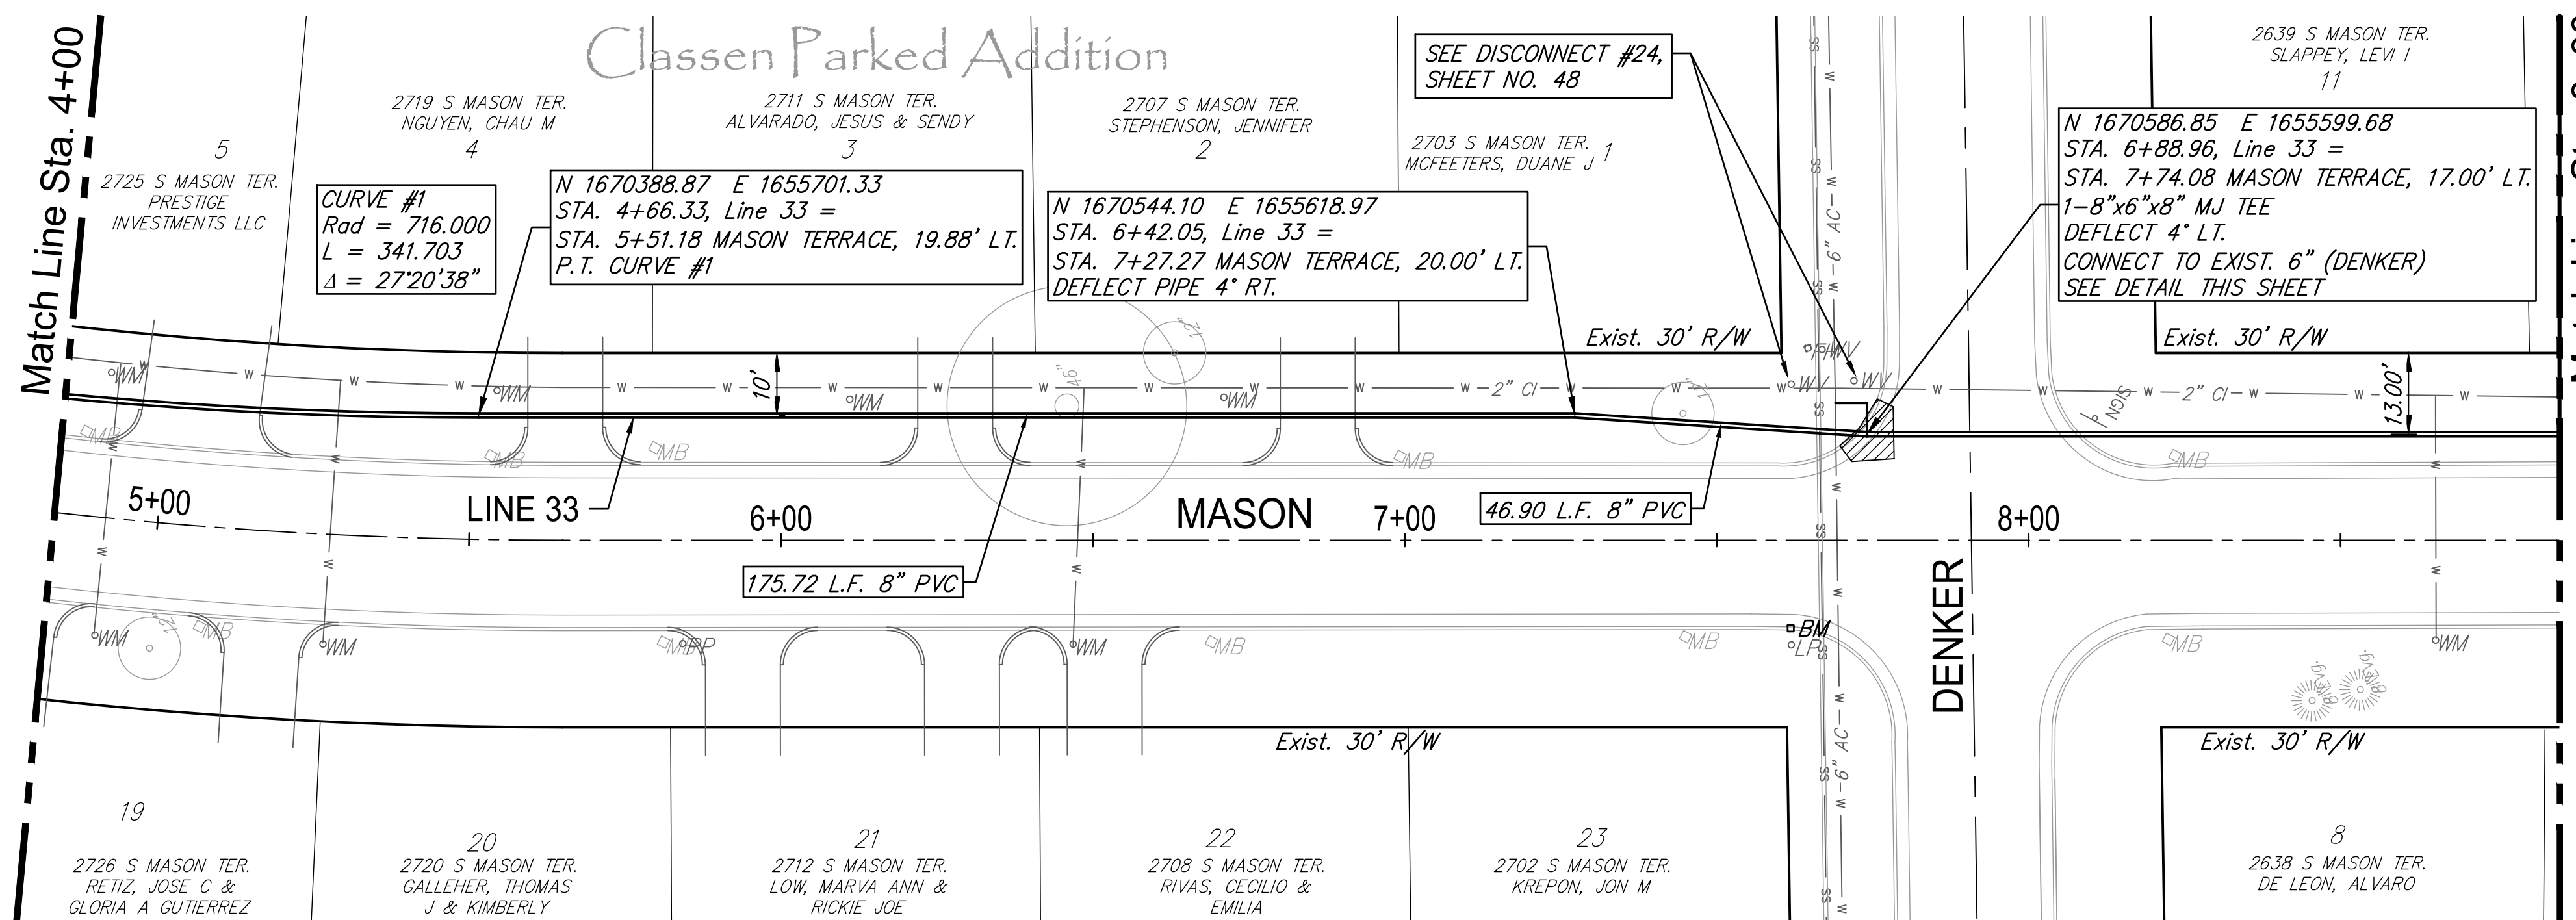 Match Line Sta. 4+00
Classen Parked Addition
5
2725 S MASON TER.
PRESTIGE
INVESTMENTS LLC
2719 S MASON TER.
NGUYEN, CHAU M
4
2711 S MASON TER.
ALVARADO, JESUS & SENDY
3
2707 S MASON TER.
STEPHENSON, JENNIFER
2
2703 S MASON TER.
MCFEETERS, DUANE J
1
SEE DISCONNECT #24,
SHEET NO. 48
2639 S MASON TER.
SLAPPEY, LEVI I
11
CURVE #1
Rad = 716.000
L = 341.703
Δ = 27°20'38"
N 1670388.87 E 1655701.33
STA. 4+66.33, Line 33 =
STA. 5+51.18 MASON TERRACE, 19.88' LT.
P.T. CURVE #1
N 1670544.10 E 1655618.97
STA. 6+42.05, Line 33 =
STA. 7+27.27 MASON TERRACE, 20.00' LT.
DEFLECT PIPE 4° RT.
N 1670586.85 E 1655599.68
STA. 6+88.96, Line 33 =
STA. 7+74.08 MASON TERRACE, 17.00' LT.
1-8"x6"x8" MJ TEE
DEFLECT 4° LT.
CONNECT TO EXIST. 6" (DENKER)
SEE DETAIL THIS SHEET
Exist. 30' R/W
Exist. 30' R/W
10'
13.00'
46"
12"
2" CI
2" CI
6" AC
6" AC
WM
WM
WM
WM
WV
WV
SIGN
MB
MB
MB
MB
MB
5+00
LINE 33
6+00
MASON
7+00
46.90 L.F. 8" PVC
8+00
175.72 L.F. 8" PVC
DENKER
WM
12"
MB
WM
MB
PP
WM
MB
MB
BM
LP
MB
WM
Exist. 30' R/W
Exist. 30' R/W
19
2726 S MASON TER.
RETIZ, JOSE C &
GLORIA A GUTIERREZ
20
2720 S MASON TER.
GALLEHER, THOMAS
J & KIMBERLY
21
2712 S MASON TER.
LOW, MARVA ANN &
RICKIE JOE
22
2708 S MASON TER.
RIVAS, CECILIO &
EMILIA
23
2702 S MASON TER.
KREPON, JON M
8
2638 S MASON TER.
DE LEON, ALVARO